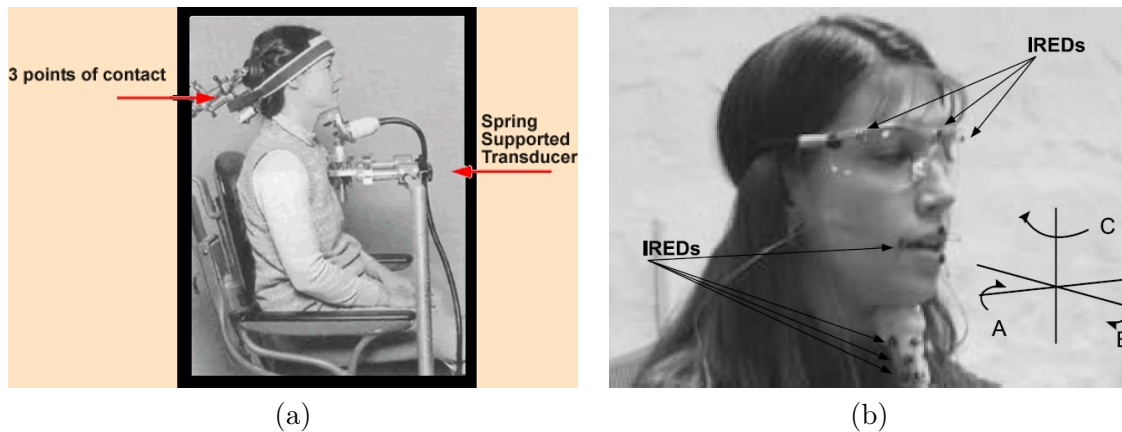 3 points of contact
Spring
Supported
Transducer
(a)
IREDs
IREDs
C
A
B
(b)